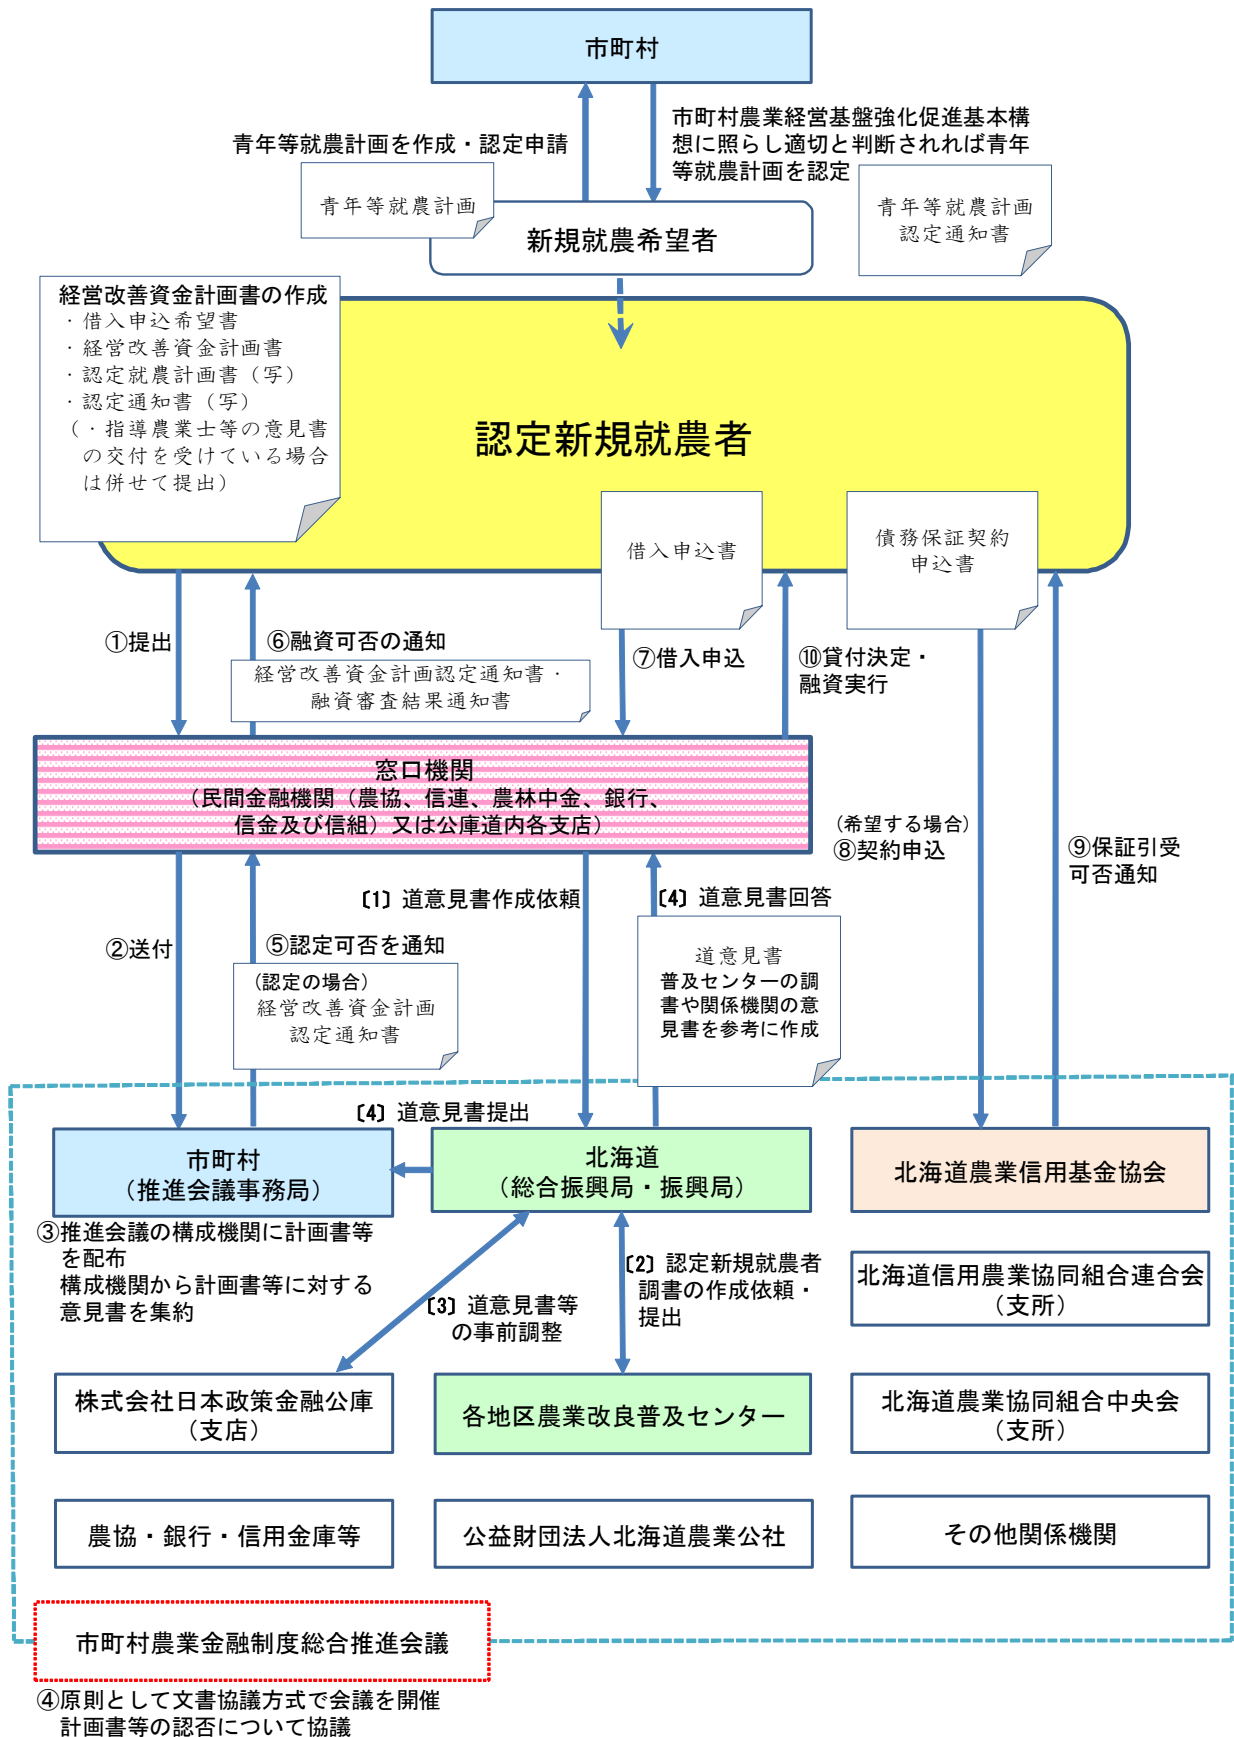 市町村
青年等就農計画を作成・認定申請
市町村農業経営基盤強化促進基本構
想に照らし適切と判断されれば青年
等就農計画を認定
青年等就農計画
青年等就農計画
認定通知書
新規就農希望者
経営改善資金計画書の作成
・借入申込希望書
・経営改善資金計画書
・認定就農計画書（写）
・認定通知書（写）
（・指導農業士等の意見書
の交付を受けている場合
は併せて提出）
認定新規就農者
借入申込書
債務保証契約
申込書
①提出
⑥融資可否の通知
経営改善資金計画認定通知書・
融資審査結果通知書
⑦借入申込
⑩貸付決定・
融資実行
窓口機関
（民間金融機関（農協、信連、農林中金、銀行、
信金及び信組）又は公庫道内各支店）
（希望する場合）
⑧契約申込
⑨保証引受
可否通知
〔1〕道意見書作成依頼
〔4〕道意見書回答
②送付
⑤認定可否を通知
（認定の場合）
経営改善資金計画
認定通知書
道意見書
普及センターの調
書や関係機関の意
見書を参考に作成
〔4〕道意見書提出
市町村
（推進会議事務局）
北海道
（総合振興局・振興局）
北海道農業信用基金協会
③推進会議の構成機関に計画書等
を配布
構成機関から計画書等に対する
意見書を集約
〔2〕認定新規就農者
調書の作成依頼・
提出
〔3〕道意見書等
の事前調整
北海道信用農業協同組合連合会
（支所）
株式会社日本政策金融公庫
（支店）
各地区農業改良普及センター
北海道農業協同組合中央会
（支所）
農協・銀行・信用金庫等
公益財団法人北海道農業公社
その他関係機関
市町村農業金融制度総合推進会議
④原則として文書協議方式で会議を開催
計画書等の認否について協議